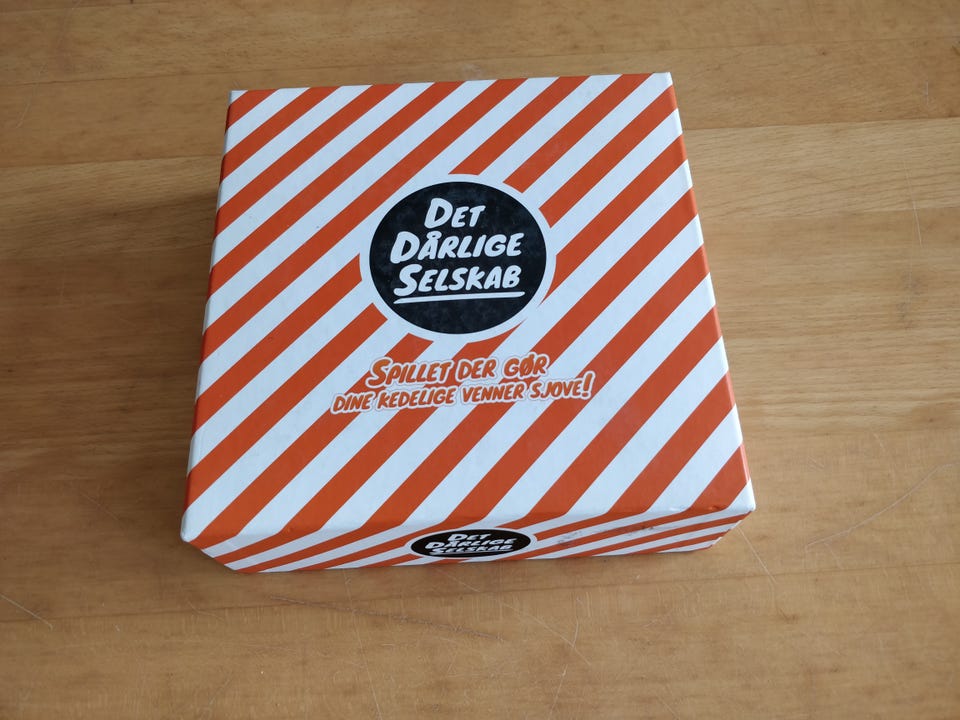 DET
DÅRLIGE
SELSKAB
SPILLET DER GØR
DINE KEDELIGE VENNER SJOVE!
DET
DÅRLIGE
SELSKAB